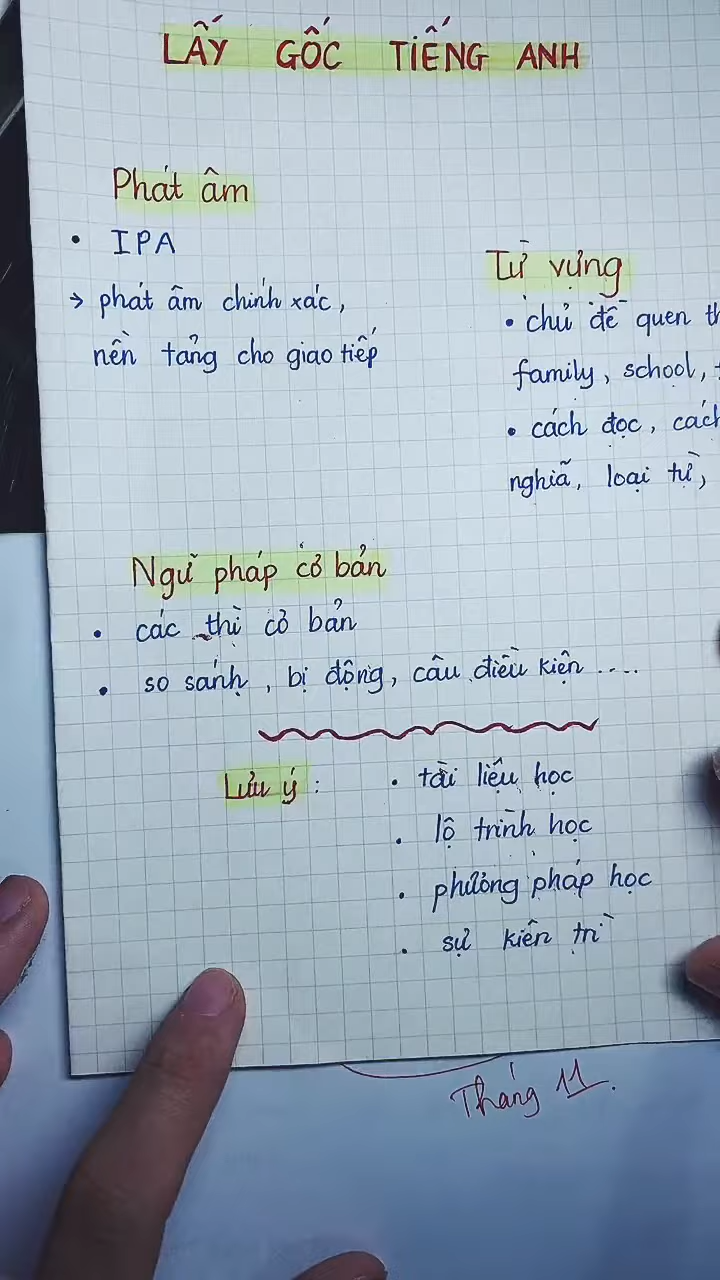 LẤY GỐC TIẾNG ANH
Phát âm
• IPA
→ phát âm chính xác,
nền tảng cho giao tiếp
Từ vựng
• chủ đề quen
family, school,
• cách đọc,
nghĩa, loại từ,
Ngữ pháp cơ bản
• các thì cơ bản
• so sánh, bị động, câu điều kiện ....
Lưu ý :
• tài liệu học
• lộ trình học
• phương pháp học
• sự kiên trì
Tháng 11.